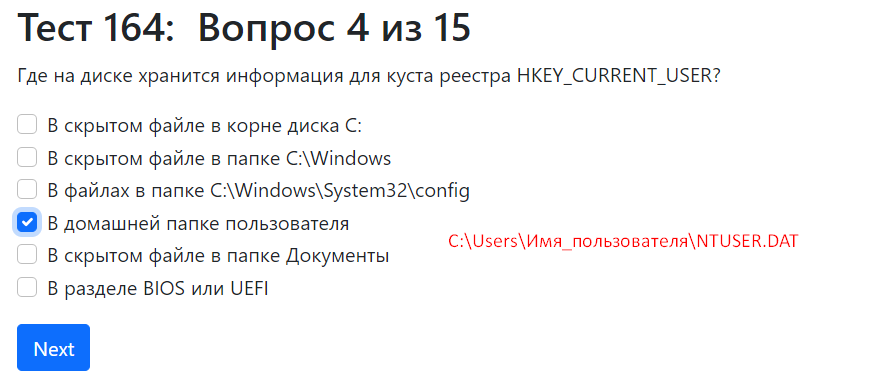 Тест 164: Вопрос 4 из 15
Где на диске хранится информация для куста реестра HKEY_CURRENT_USER?
В скрытом файле в корне диска C:
В скрытом файле в папке C:\Windows
В файлах в папке C:\Windows\System32\config
В домашней папке пользователя
C:\Users\Имя_пользователя\NTUSER.DAT
В скрытом файле в папке Документы
В разделе BIOS или UEFI
Next